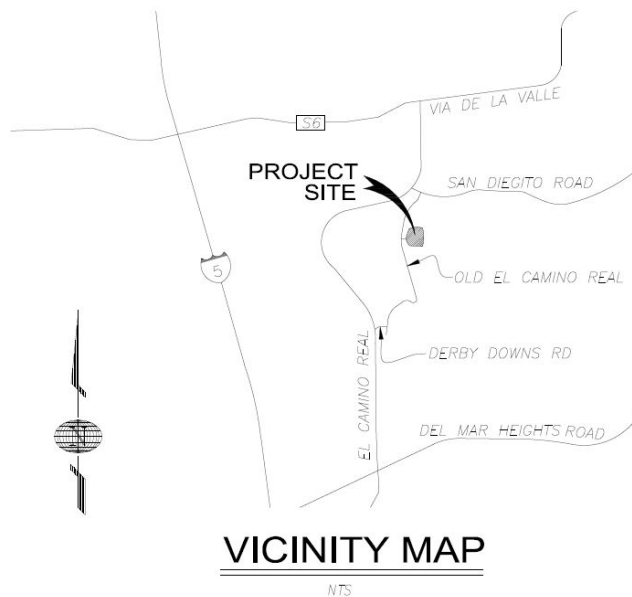 VIA DE LA VALLE
S6
PROJECT
SITE
SAN DIEGITO ROAD
5
OLD EL CAMINO REAL
DERBY DOWNS RD
EL CAMINO REAL
DEL MAR HEIGHTS ROAD
N
VICINITY MAP
NTS